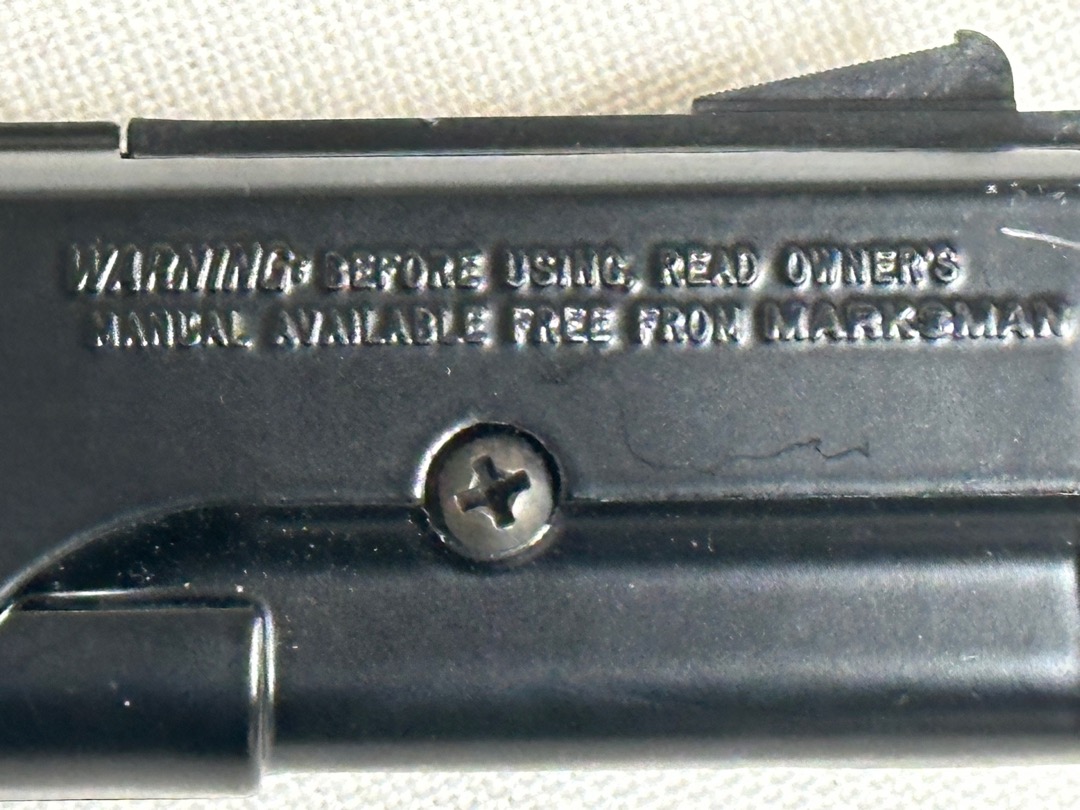 WARNING: BEFORE USING, READ OWNER'S
MANUAL AVAILABLE FREE FROM MARKSMAN